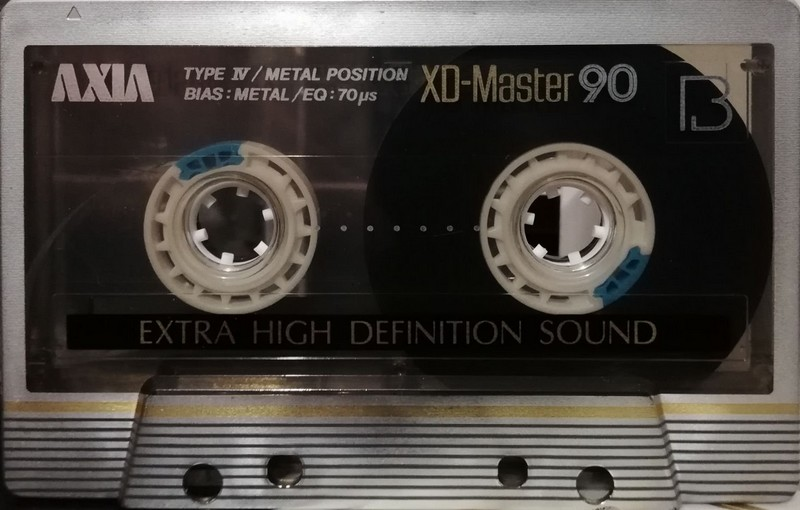 AXIA
TYPE IV / METAL POSITION
BIAS : METAL / EQ : 70μs
XD-Master 90
B
EXTRA HIGH DEFINITION SOUND